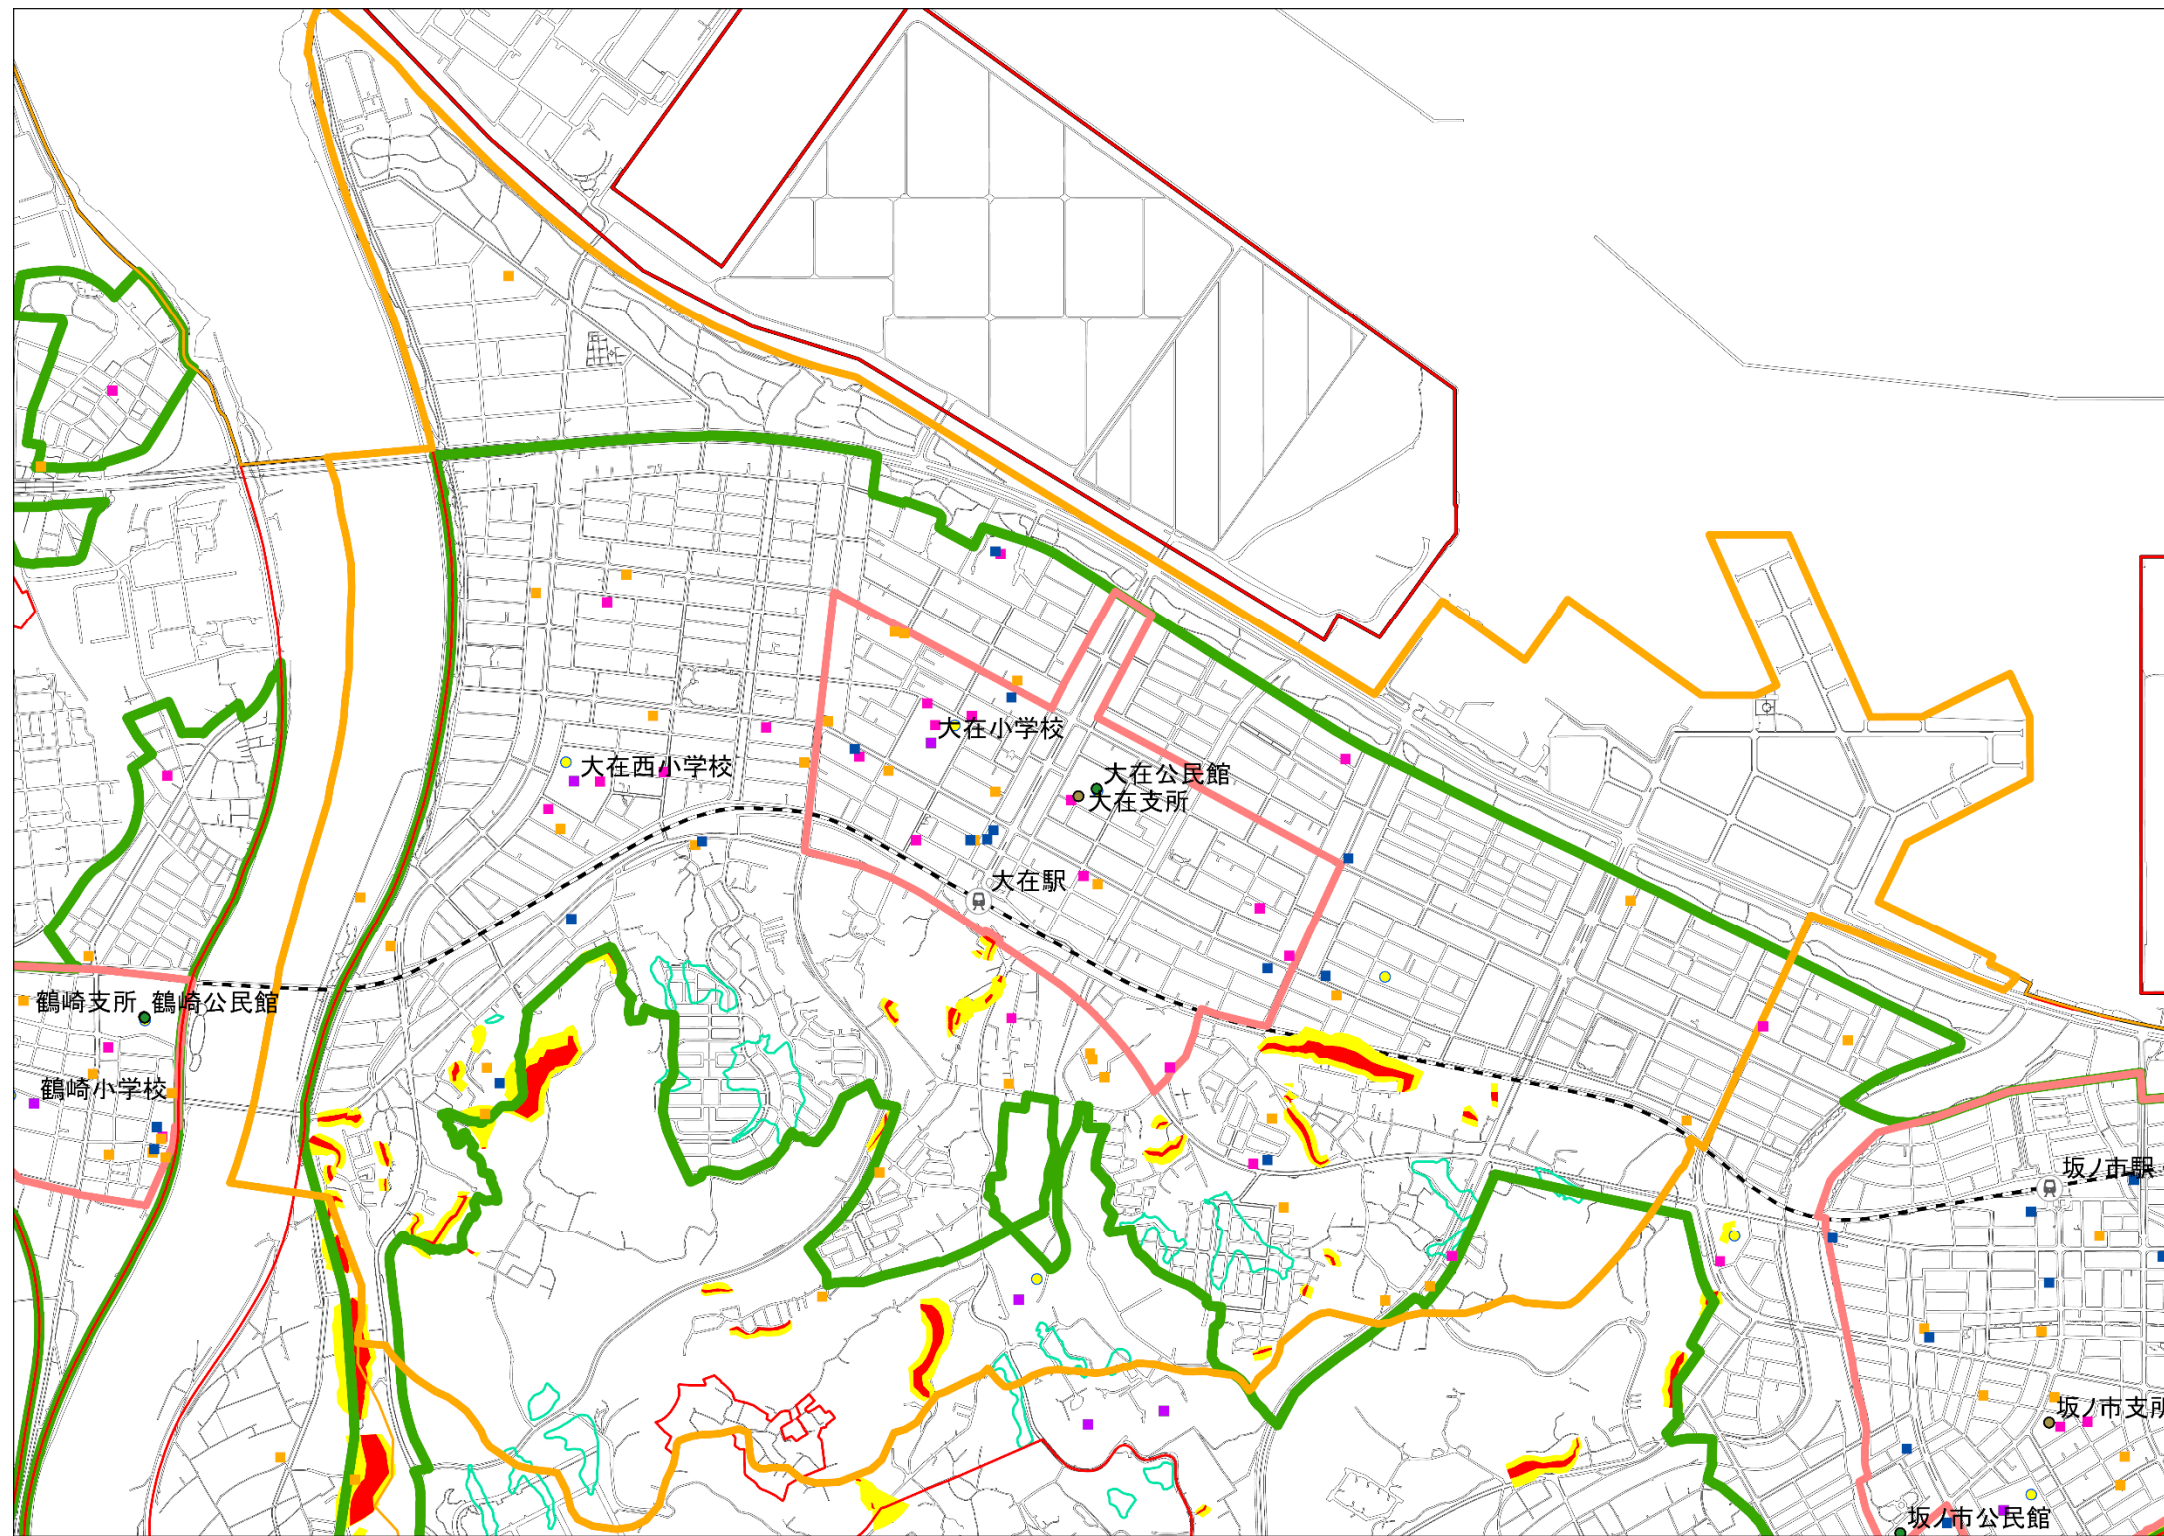 大在小学校
大在西小学校
大在公民館
大在支所
大在駅
鶴崎支所
鶴崎公民館
鶴崎小学校
坂ノ市駅
坂ノ市支所
坂ノ市公民館